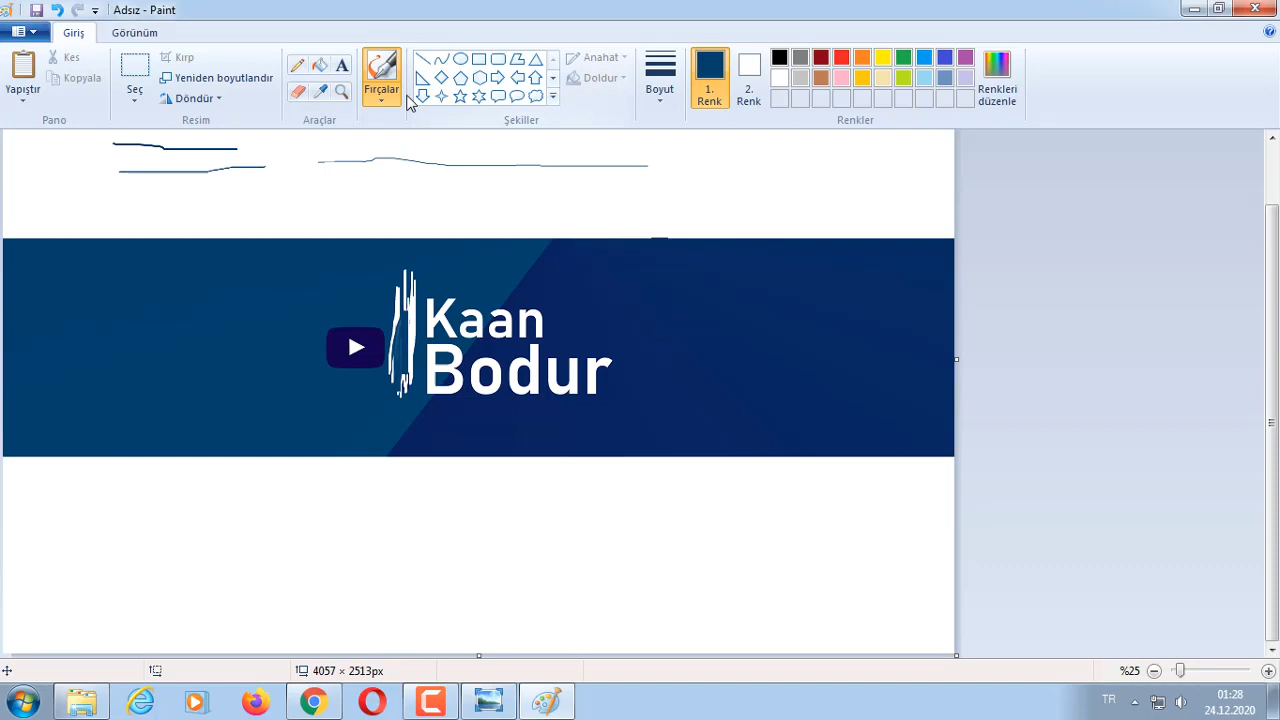 Adsız - Paint
Giriş Görünüm
Yapıştır
Kes
Kopyala
Pano
Seç
Kırp
Yeniden boyutlandır
Döndür
Resim
A
Araçlar
Fırçalar
Şekiller
Anahat
Doldur
Boyut
1.
Renk
2.
Renk
Renkleri
düzenle
Renkler
Kaan
Bodur
4057 × 2513px
%25
TR
01:28
24.12.2020